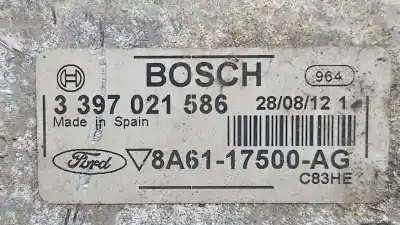 BOSCH
964
3 397 021 586
28/08/12 1
Made in Spain
Ford
8A61-17500-AG
C83HE